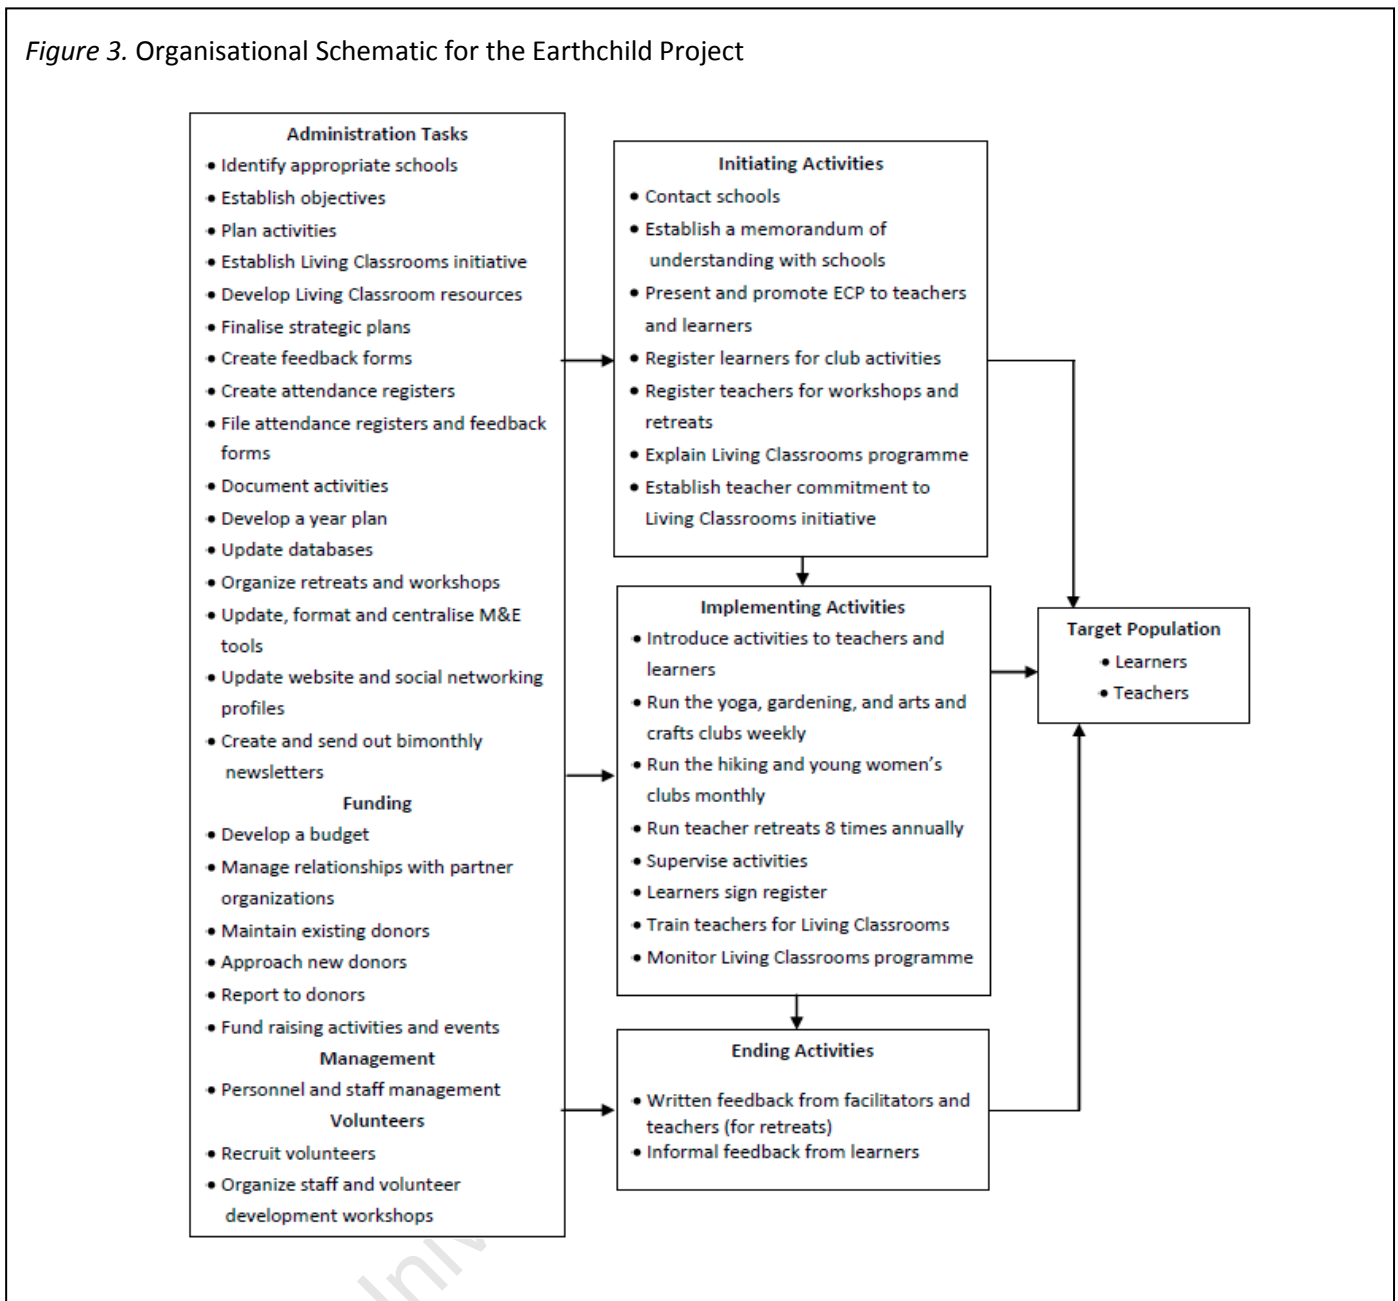 Figure 3. Organisational Schematic for the Earthchild Project
Administration Tasks
• Identify appropriate schools
• Establish objectives
• Plan activities
• Establish Living Classrooms initiative
• Develop Living Classroom resources
• Finalise strategic plans
• Create feedback forms
• Create attendance registers
• File attendance registers and feedback
forms
• Document activities
• Develop a year plan
• Update databases
• Organize retreats and workshops
• Update, format and centralise M&E
tools
• Update website and social networking
profiles
• Create and send out bimonthly
newsletters
Funding
• Develop a budget
• Manage relationships with partner
organizations
• Maintain existing donors
• Approach new donors
• Report to donors
• Fund raising activities and events
Management
• Personnel and staff management
Volunteers
• Recruit volunteers
• Organize staff and volunteer
development workshops
Initiating Activities
• Contact schools
• Establish a memorandum of
understanding with schools
• Present and promote ECP to teachers
and learners
• Register learners for club activities
• Register teachers for workshops and
retreats
• Explain Living Classrooms programme
• Establish teacher commitment to
Living Classrooms initiative
Implementing Activities
• Introduce activities to teachers and
learners
• Run the yoga, gardening, and arts and
crafts clubs weekly
• Run the hiking and young women's
clubs monthly
• Run teacher retreats 8 times annually
• Supervise activities
• Learners sign register
• Train teachers for Living Classrooms
• Monitor Living Classrooms programme
Ending Activities
• Written feedback from facilitators and
teachers (for retreats)
• Informal feedback from learners
Target Population
• Learners
• Teachers